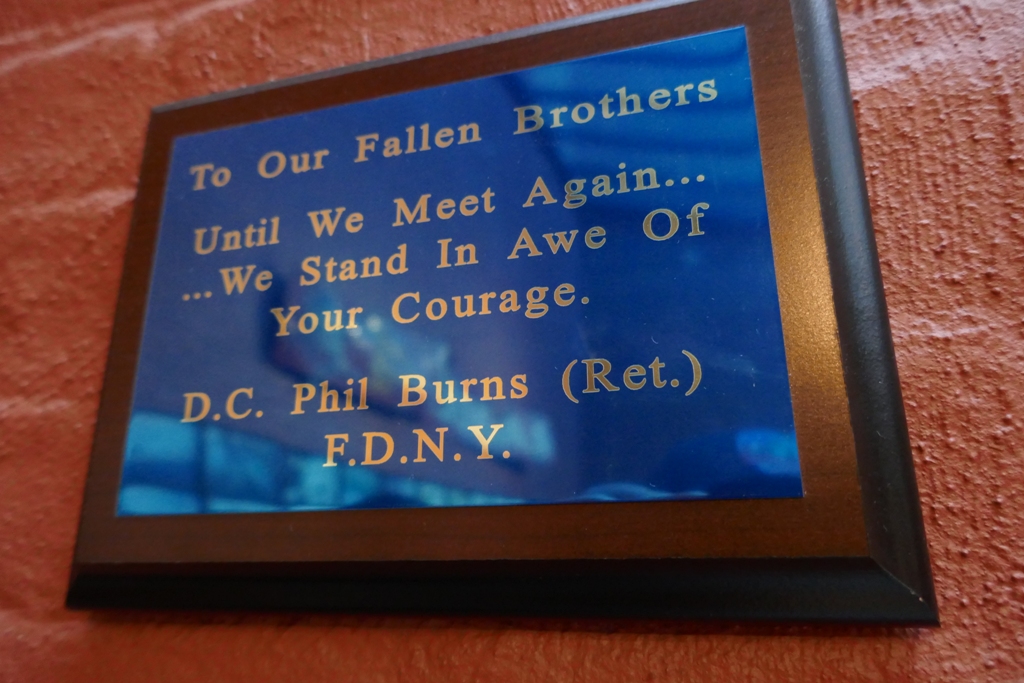 To Our Fallen Brothers
Until We Meet Again...
...We Stand In Awe Of
Your Courage.
D.C. Phil Burns (Ret.)
F.D.N.Y.